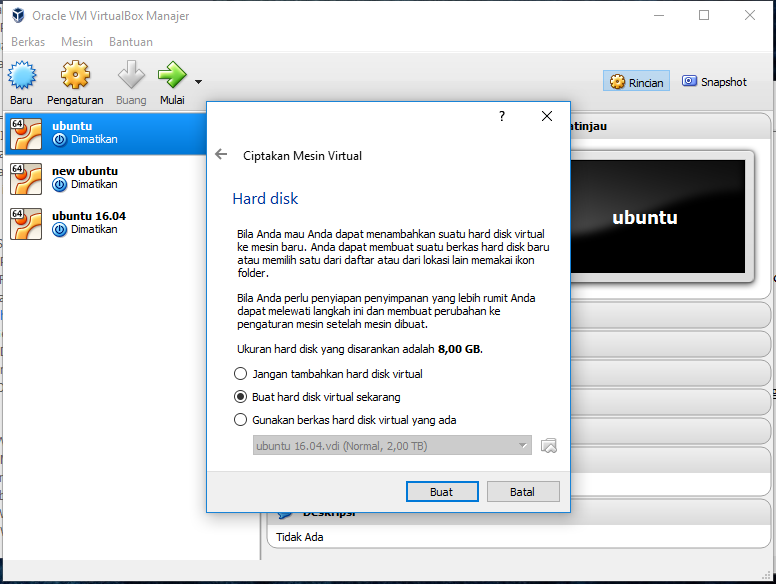 Oracle VM VirtualBox Manajer
Berkas Mesin Bantuan
Baru Pengaturan Buang Mulai
Rincian Snapshot
64 ubuntu
Dimatikan
64 new ubuntu
Dimatikan
64 ubuntu 16.04
Dimatikan
atinjau
ubuntu
?
Ciptakan Mesin Virtual
Hard disk
Bila Anda mau Anda dapat menambahkan suatu hard disk virtual
ke mesin baru. Anda dapat membuat suatu berkas hard disk baru
atau memilih satu dari daftar atau dari lokasi lain memakai ikon
folder.
Bila Anda perlu penyiapan penyimpanan yang lebih rumit Anda
dapat melewati langkah ini dan membuat perubahan ke
pengaturan mesin setelah mesin dibuat.
Ukuran hard disk yang disarankan adalah 8,00 GB.
Jangan tambahkan hard disk virtual
Buat hard disk virtual sekarang
Gunakan berkas hard disk virtual yang ada
ubuntu 16.04.vdi (Normal, 2,00 TB)
Buat Batal
Deskripsi
Tidak Ada